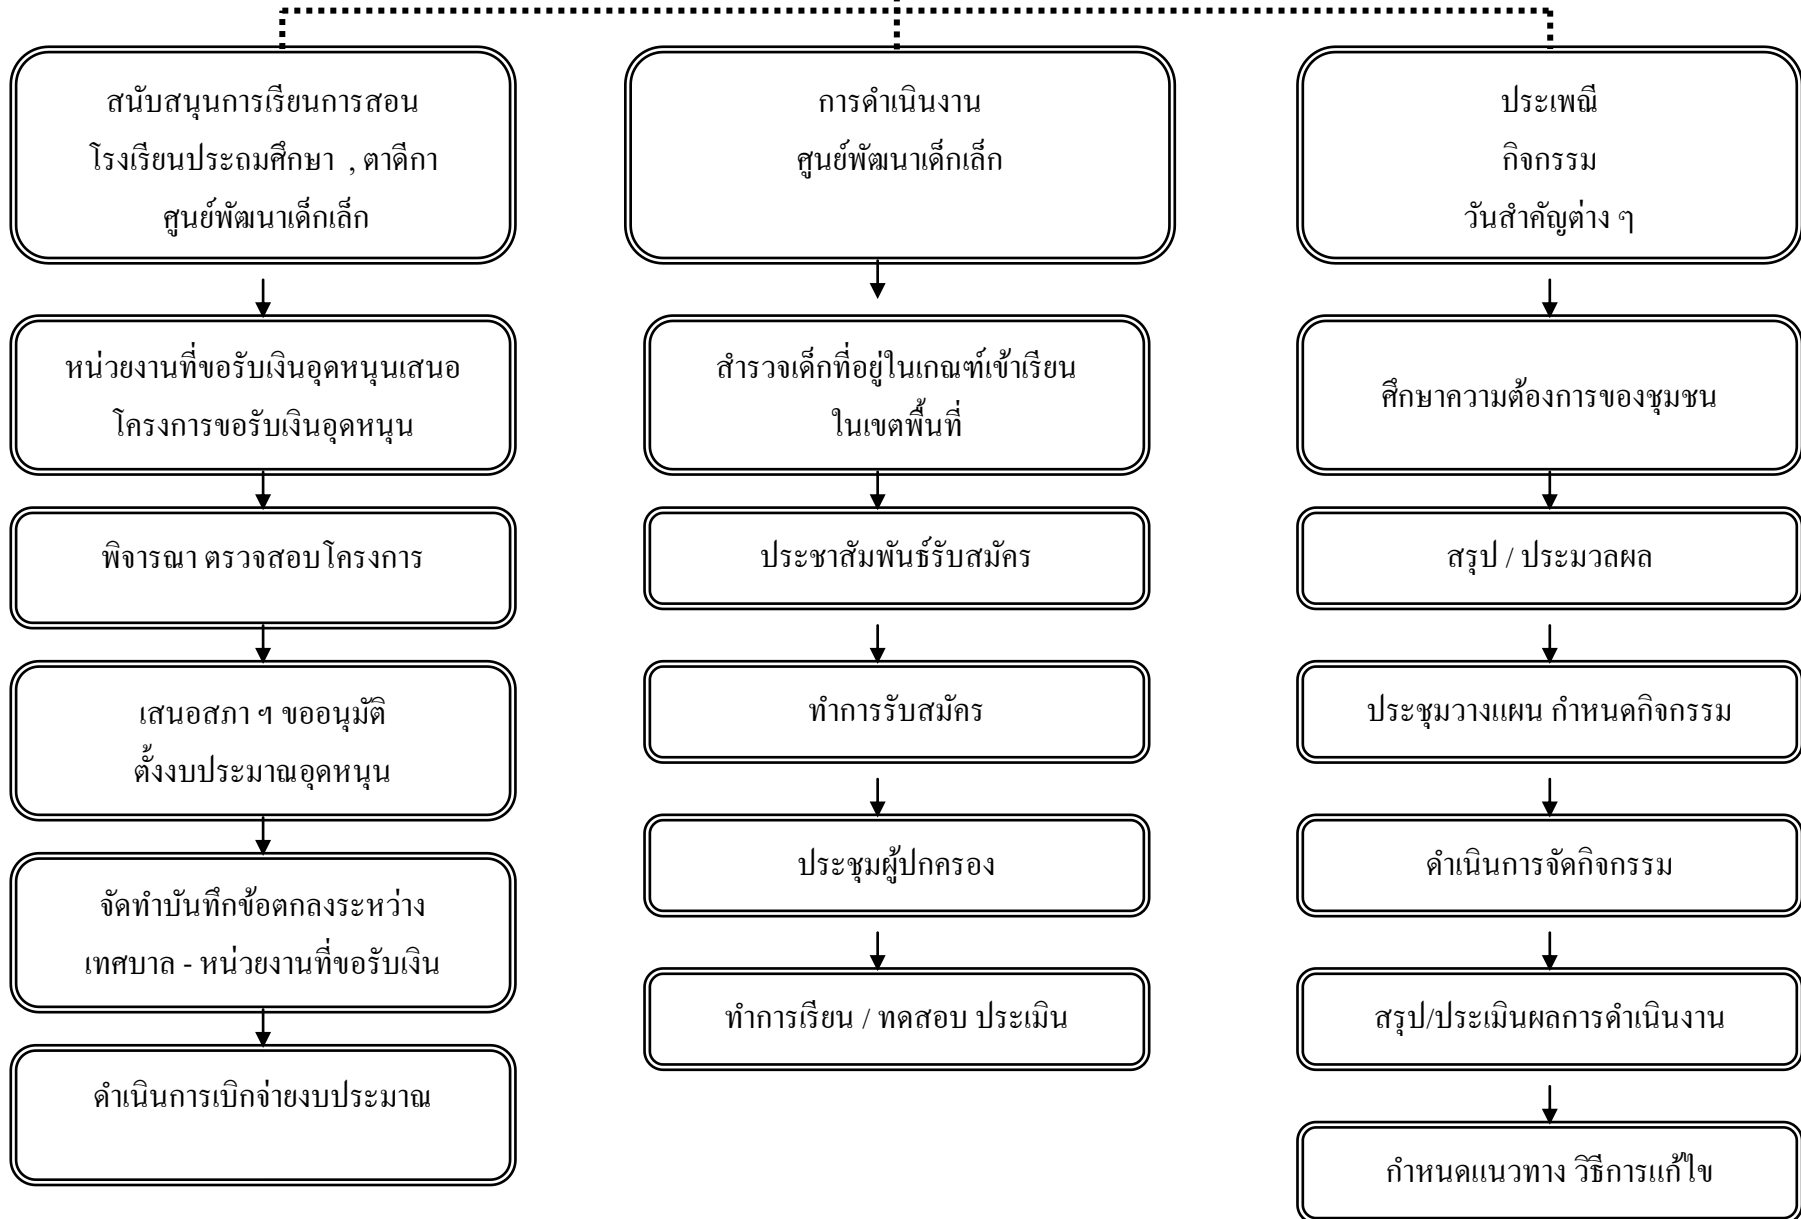 สนับสนุนการเรียนการสอน
โรงเรียนประถมศึกษา , ตาดีกา
ศูนย์พัฒนาเด็กเล็ก
หน่วยงานที่ขอรับเงินอุดหนุนเสนอ
โครงการขอรับเงินอุดหนุน
พิจารณา ตรวจสอบโครงการ
เสนอสภา ฯ ขออนุมัติ
ตั้งงบประมาณอุดหนุน
จัดทำบันทึกข้อตกลงระหว่าง
เทศบาล - หน่วยงานที่ขอรับเงิน
ดำเนินการเบิกจ่ายงบประมาณ
การดำเนินงาน
ศูนย์พัฒนาเด็กเล็ก
สำรวจเด็กที่อยู่ในเกณฑ์เข้าเรียน
ในเขตพื้นที่
ประชาสัมพันธ์รับสมัคร
ทำการรับสมัคร
ประชุมผู้ปกครอง
ทำการเรียน / ทดสอบ ประเมิน
ประเพณี
กิจกรรม
วันสำคัญต่าง ๆ
ศึกษาความต้องการของชุมชน
สรุป / ประมวลผล
ประชุมวางแผน กำหนดกิจกรรม
ดำเนินการจัดกิจกรรม
สรุป/ประเมินผลการดำเนินงาน
กำหนดแนวทาง วิธีการแก้ไข